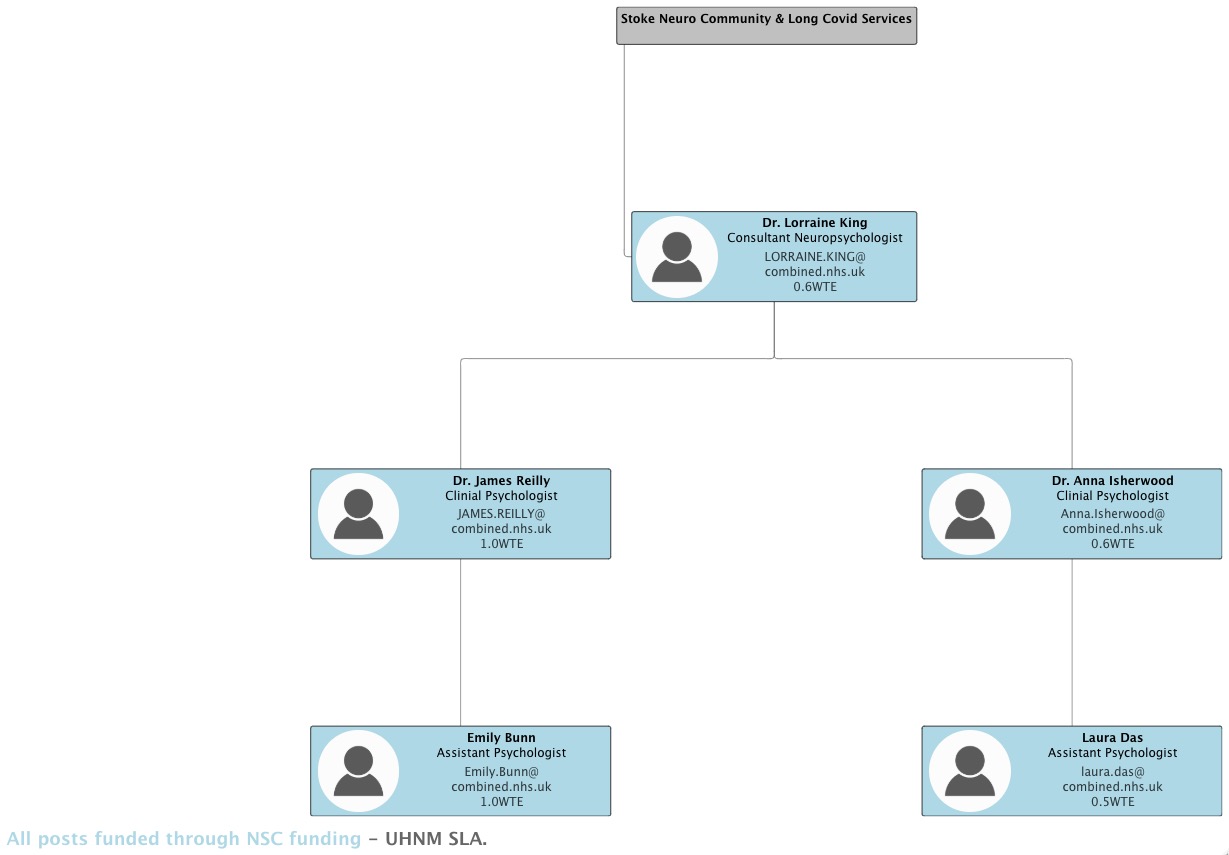 Stoke Neuro Community & Long Covid Services
Dr. Lorraine King
Consultant Neuropsychologist
LORRAINE.KING@
combined.nhs.uk
0.6WTE
Dr. James Reilly
Clinial Psychologist
JAMES.REILLY@
combined.nhs.uk
1.0WTE
Dr. Anna Isherwood
Clinial Psychologist
Anna.Isherwood@
combined.nhs.uk
0.6WTE
Emily Bunn
Assistant Psychologist
Emily.Bunn@
combined.nhs.uk
1.0WTE
Laura Das
Assistant Psychologist
laura.das@
combined.nhs.uk
0.5WTE
All posts funded through NSC funding – UHNM SLA.